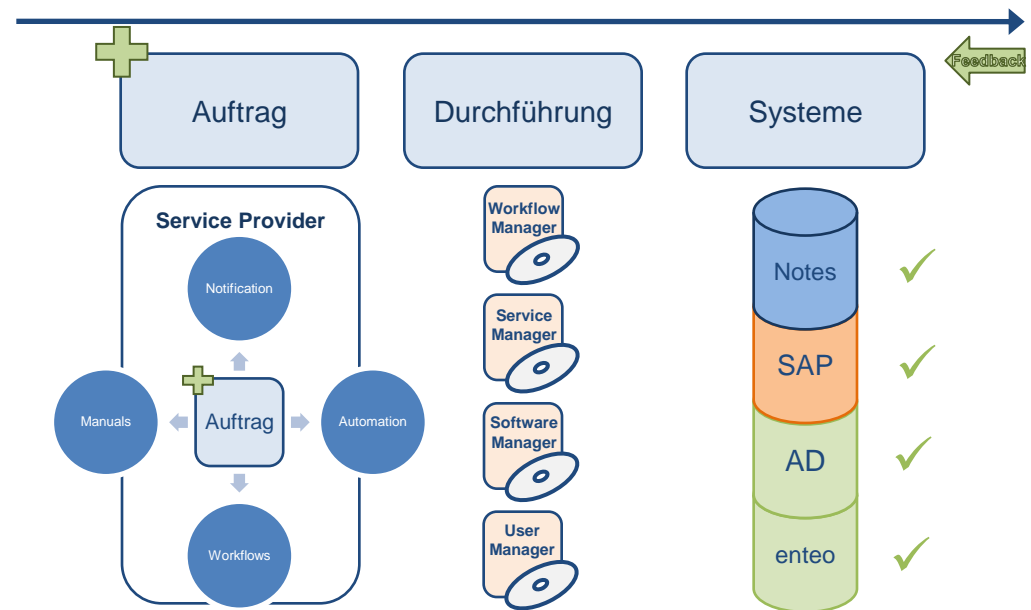 Feedback
Auftrag
Durchführung
Systeme
Service Provider
Notification
Manuals
Auftrag
Automation
Workflows
Workflow
Manager
Service
Manager
Software
Manager
User
Manager
Notes
SAP
AD
enteo